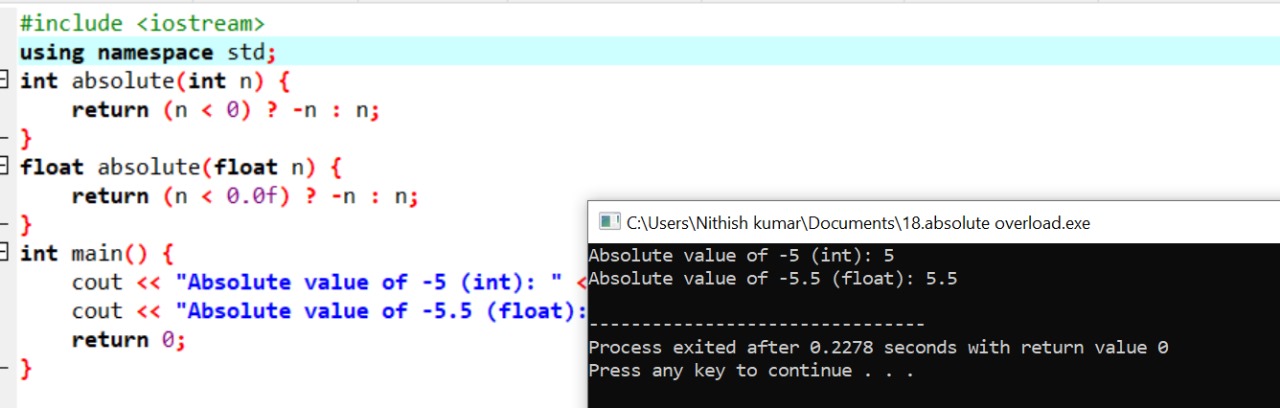 #include <iostream>
using namespace std;
int absolute(int n) {
return (n < 0) ? -n : n;
}
float absolute(float n) {
return (n < 0.0f) ? -n : n;
}
int main() {
cout << "Absolute value of -5 (int): " <
cout << "Absolute value of -5.5 (float):
return 0;
}
C:\Users\Nithish kumar\Documents\18.absolute overload.exe
Absolute value of -5 (int): 5
Absolute value of -5.5 (float): 5.5
--------------------------------
Process exited after 0.2278 seconds with return value 0
Press any key to continue . . .